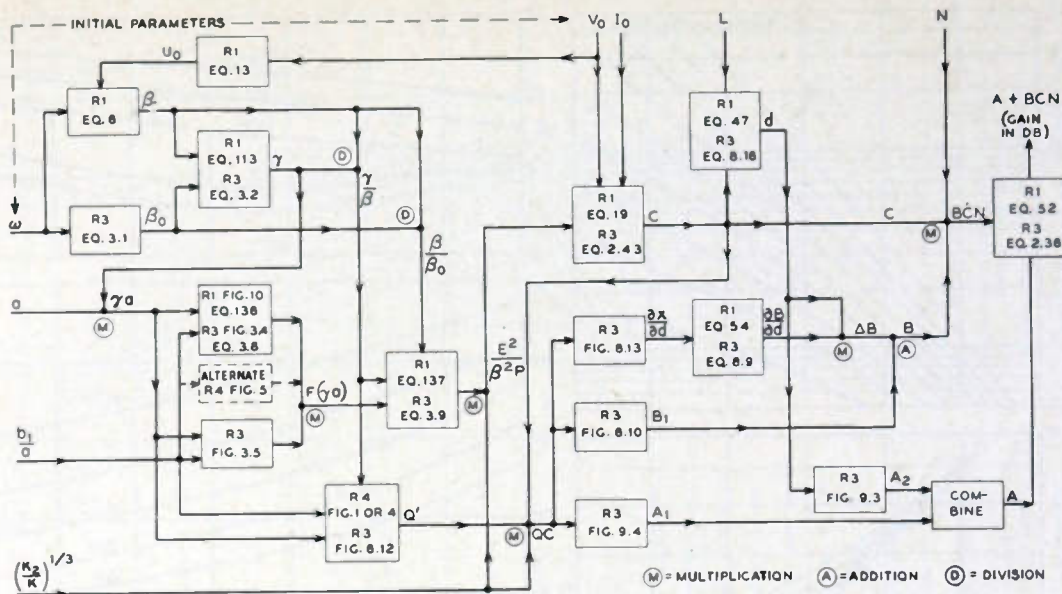 INITIAL PARAMETERS
V₀ I₀
L
N
u₀
R1
EQ. 13
R1
EQ. 6
β
R1
EQ. 113
R3
EQ. 3.2
γ
D
γ/β
D
β/β₀
ω
R3
EQ. 3.1
β₀
R1
EQ. 19
R3
EQ. 2.43
C
R1
EQ. 47
R3
EQ. 8.16
d
C
M
BCN
A + BCN
(GAIN
IN DB)
R1
EQ. 52
R3
EQ. 2.36
a
M
γa
R1 FIG. 10
EQ. 138
R3 FIG. 3.4
EQ. 3.8
ALTERNATE
R4 FIG. 5
F(γa)
M
R3
FIG. 3.5
b₁/a
R1
EQ. 137
R3
EQ. 3.9
M
E²/β²P
R3
FIG. 8.13
∂x/∂d
R1
EQ. 54
R3
EQ. 8.9
∂B/∂d
M
ΔB
A
B
R3
FIG. 8.10
B₁
R4
FIG. 1 OR 4
R3
FIG. 8.12
Q'
M
QC
R3
FIG. 9.4
A₁
R3
FIG. 9.3
A₂
COM-
BINE
A
(K₂/K)^1/3
M = MULTIPLICATION A = ADDITION D = DIVISION